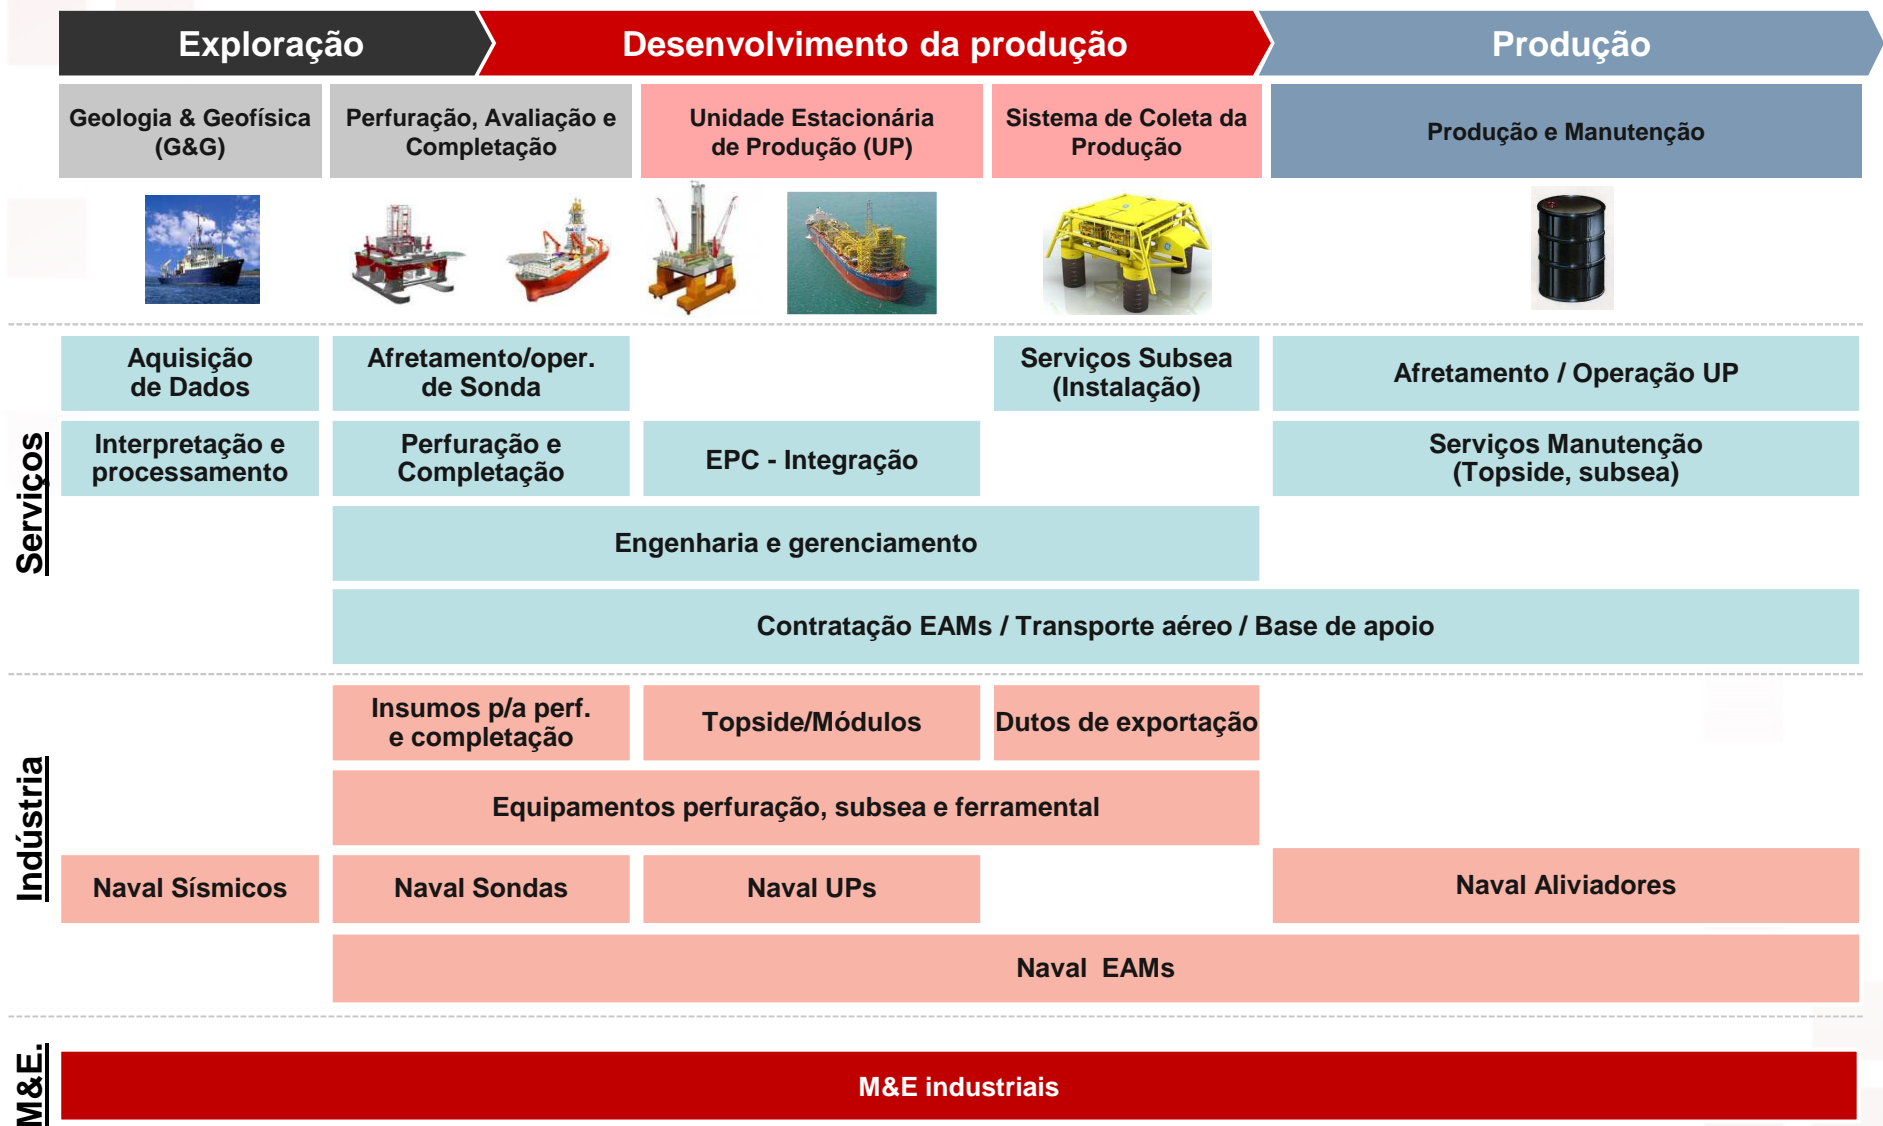 Exploração
Desenvolvimento da produção
Produção
Geologia & Geofísica
(G&G)
Perfuração, Avaliação e
Completação
Unidade Estacionária
de Produção (UP)
Sistema de Coleta da
Produção
Produção e Manutenção
Serviços
Aquisição
de Dados
Afretamento/oper.
de Sonda
Serviços Subsea
(Instalação)
Afretamento / Operação UP
Interpretação e
processamento
Perfuração e
Completação
EPC - Integração
Serviços Manutenção
(Topside, subsea)
Engenharia e gerenciamento
Contratação EAMs / Transporte aéreo / Base de apoio
Indústria
Insumos p/a perf.
e completação
Topside/Módulos
Dutos de exportação
Equipamentos perfuração, subsea e ferramental
Naval Sísmicos
Naval Sondas
Naval UPs
Naval Aliviadores
Naval EAMs
M&E.
M&E industriais